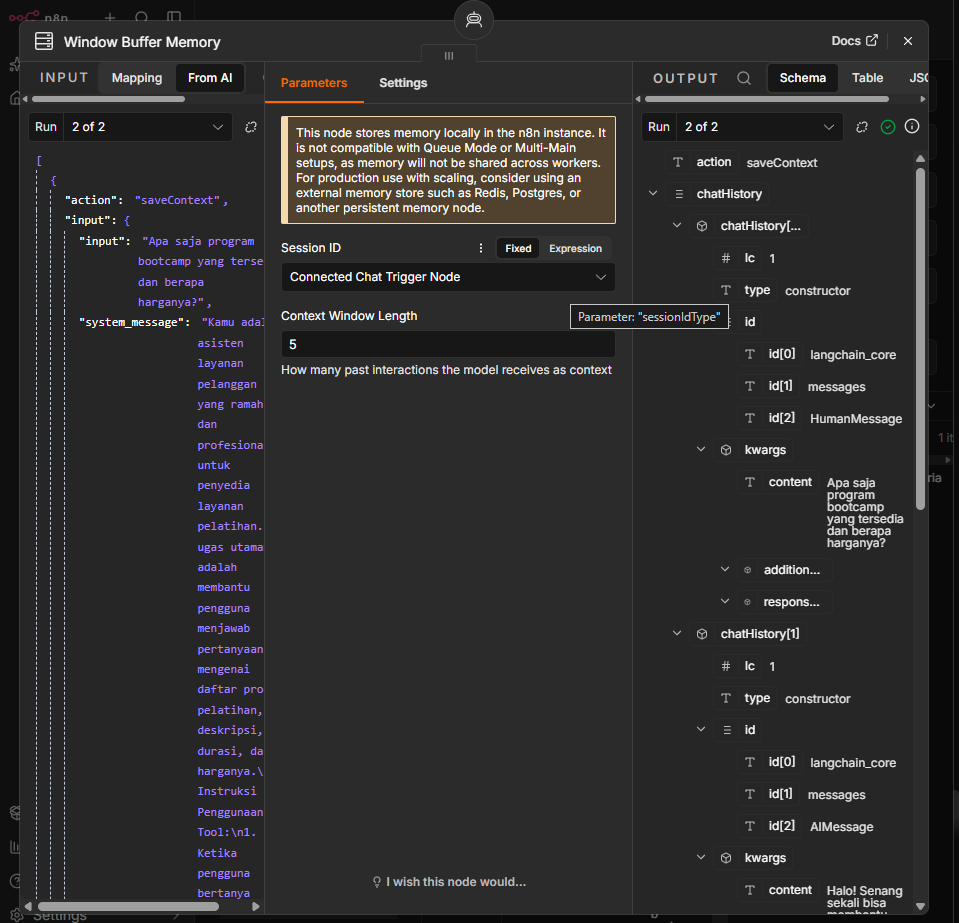 n8n
Window Buffer Memory
Docs
INPUT
Mapping
From AI
Run
2 of 2
[
{
"action": "saveContext",
"input": {
"input": "Apa saja program
bootcamp yang terse
dan berapa
harganya?",
"system_message": "Kamu adal
asisten
layanan
pelanggan
yang ramah
dan
profesiona
untuk
penyedia
layanan
pelatihan.
ugas utama
adalah
membantu
pengguna
menjawab
pertanyaan
mengenai
daftar pro
pelatihan,
deskripsi,
durasi, da
harganya.\
Instruksi
Penggunaan
Tool:\n1.
Ketika
pengguna
bertanya
Parameters
Settings
This node stores memory locally in the n8n instance. It
is not compatible with Queue Mode or Multi-Main
setups, as memory will not be shared across workers.
For production use with scaling, consider using an
external memory store such as Redis, Postgres, or
another persistent memory node.
Session ID
Fixed
Expression
Connected Chat Trigger Node
Context Window Length
Parameter: "sessionIdType"
5
How many past interactions the model receives as context
I wish this node would...
OUTPUT
Schema
Table
JSO
Run
2 of 2
T action saveContext
chatHistory
chatHistory[...
# lc 1
T type constructor
id
T id[0] langchain_core
T id[1] messages
T id[2] HumanMessage
kwargs
T content Apa saja
program
bootcamp
yang tersedia
dan berapa
harganya?
addition...
respons...
chatHistory[1]
# lc 1
T type constructor
id
T id[0] langchain_core
T id[1] messages
T id[2] AIMessage
kwargs
T content Halo! Senang
sekali bisa
membantu
1 it
ria
Settings